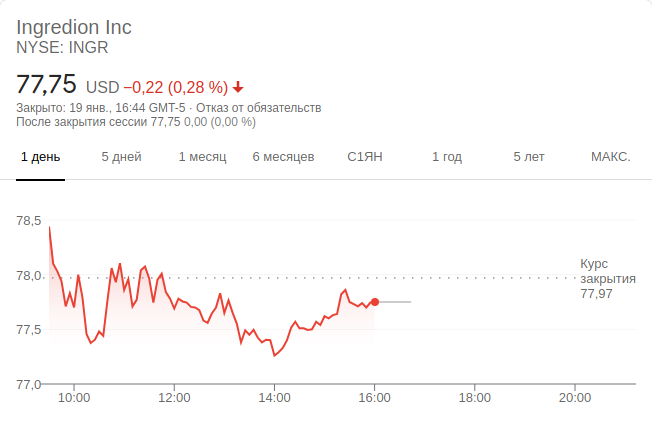 Ingredion Inc
NYSE: INGR
77,75 USD −0,22 (0,28 %)
Закрыто: 19 янв., 16:44 GMT-5 · Отказ от обязательств
После закрытия сессии 77,75 0,00 (0,00 %)
1 день 5 дней 1 месяц 6 месяцев С1ЯН 1 год 5 лет МАКС.
78,5
78,0
77,5
77,0
Курс
закрытия
77,97
10:00 12:00 14:00 16:00 18:00 20:00